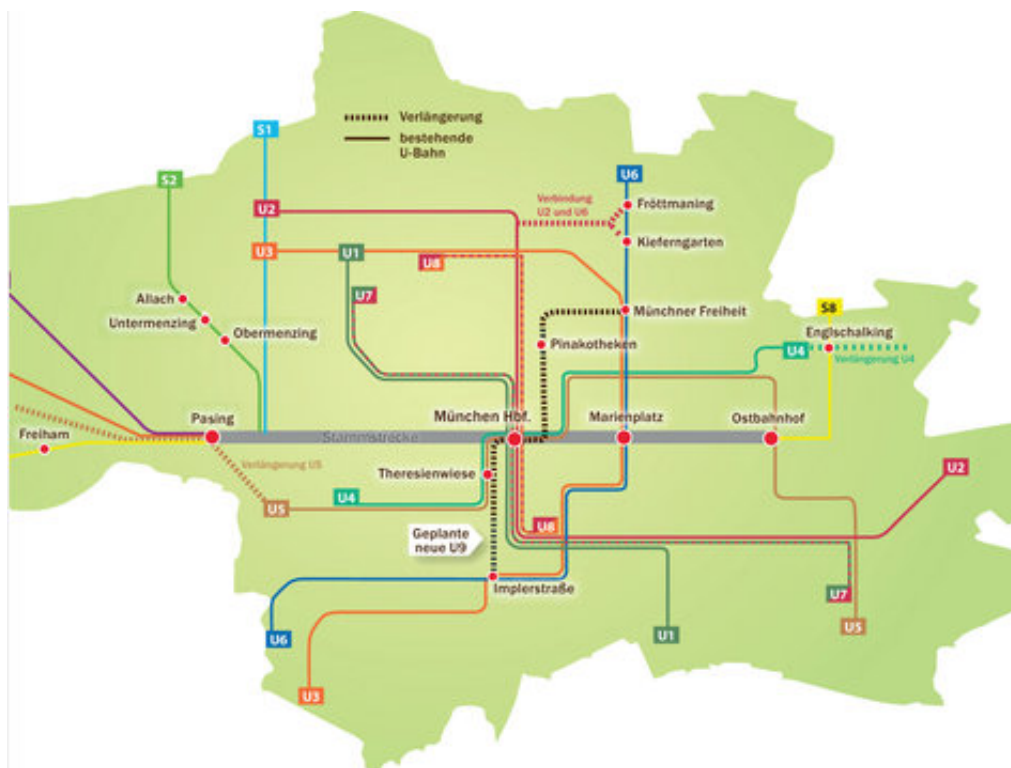 Verlängerung
bestehende
U-Bahn
S1
S2
U6
Verbindung
U2 und U6
Fröttmaning
U2
Kieferngarten
U3
U1
U8
U7
Allach
Untermenzing
Obermenzing
Münchner Freiheit
S8
Englschalking
Pinakotheken
U4
Verlängerung U4
Pasing
München Hbf.
Marienplatz
Ostbahnhof
Freiham
Stammstrecke
Verlängerung U5
Theresienwiese
U2
U4
U5
U8
Geplante
neue U9
Implerstraße
U7
U6
U1
U5
U3